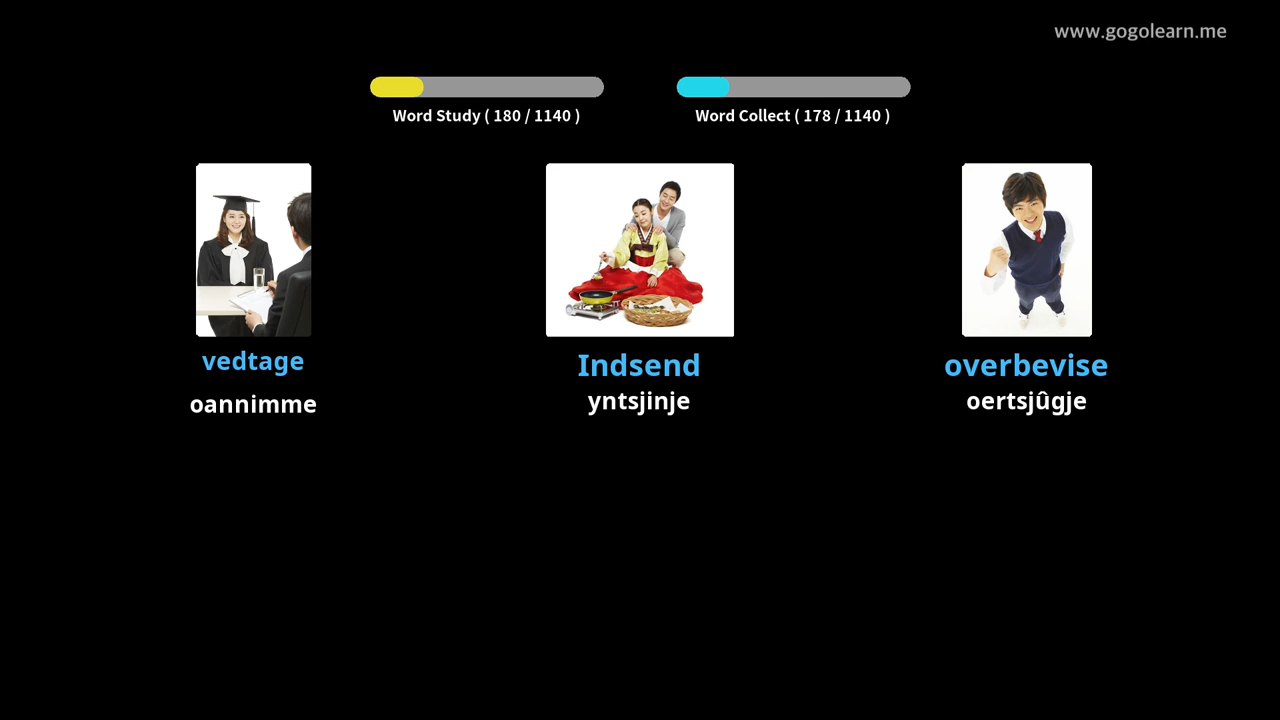 www.gogolearn.me
Word Study ( 180 / 1140 )
Word Collect ( 178 / 1140 )
vedtage
oannimme
Indsend
yntsjinje
overbevise
oertsjûgje